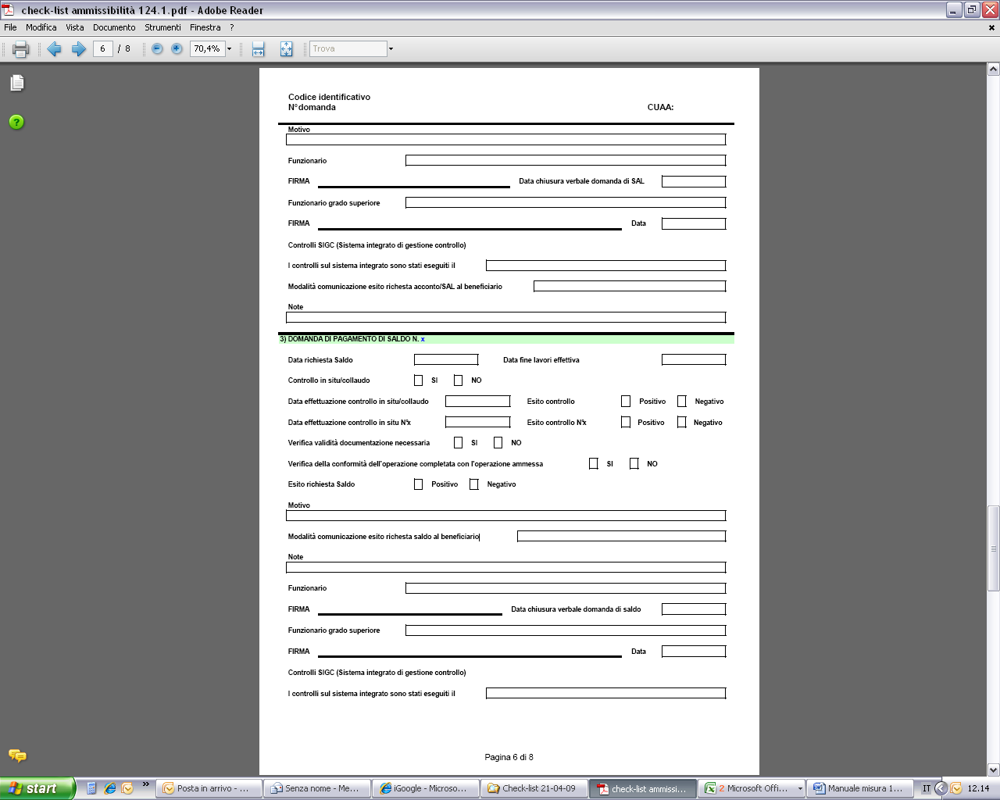 check-list ammissibilità 124.1.pdf - Adobe Reader
File Modifica Vista Documento Strumenti Finestra ?
6 / 8 70,4% Trova
Codice identificativo
N°domanda CUAA:
Motivo
Funzionario
FIRMA Data chiusura verbale domanda di SAL
Funzionario grado superiore
FIRMA Data
Controlli SIGC (Sistema integrato di gestione controllo)
I controlli sul sistema integrato sono stati eseguiti il
Modalità comunicazione esito richesta acconto/SAL al beneficiario
Note
3) DOMANDA DI PAGAMENTO DI SALDO N. x
Data richiesta Saldo Data fine lavori effettiva
Controllo in situ/collaudo SI NO
Data effettuazione controllo in situ/collaudo Esito controllo Positivo Negativo
Data effettuazione controllo in situ N°x Esito controllo N°x Positivo Negativo
Verifica validità documentazione necessaria SI NO
Verifica della conformità dell'operazione completata con l'operazione ammessa SI NO
Esito richiesta Saldo Positivo Negativo
Motivo
Modalità comunicazione esito richesta saldo al beneficiario
Note
Funzionario
FIRMA Data chiusura verbale domanda di saldo
Funzionario grado superiore
FIRMA Data
Controlli SIGC (Sistema integrato di gestione controllo)
I controlli sul sistema integrato sono stati eseguiti il
Pagina 6 di 8
start » Posta in arrivo - ... Senza nome - Me... iGoogle - Microso... Check-list 21-04-09 check-list ammissi... 2 Microsoft Offi... Manuale misura 1... IT 12.14